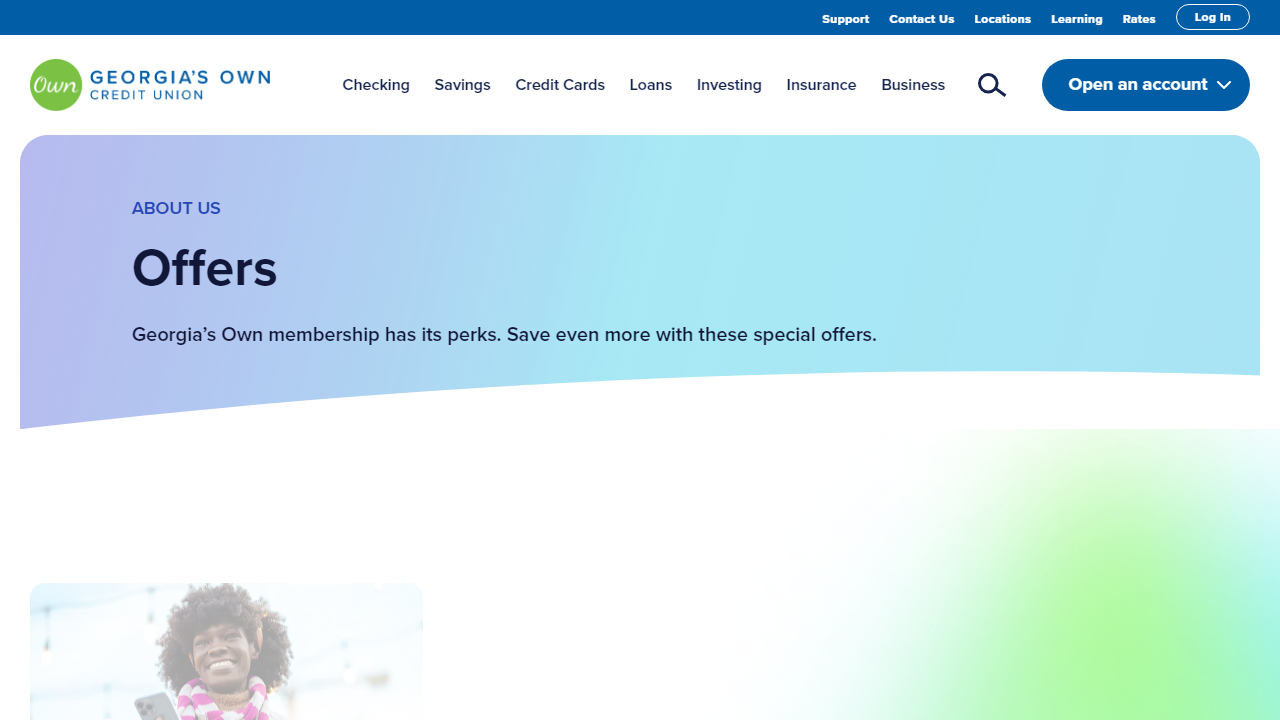 Support Contact Us Locations Learning Rates Log In
Own GEORGIA'S OWN
CREDIT UNION
Checking Savings Credit Cards Loans Investing Insurance Business Open an account
ABOUT US
Offers
Georgia’s Own membership has its perks. Save even more with these special offers.